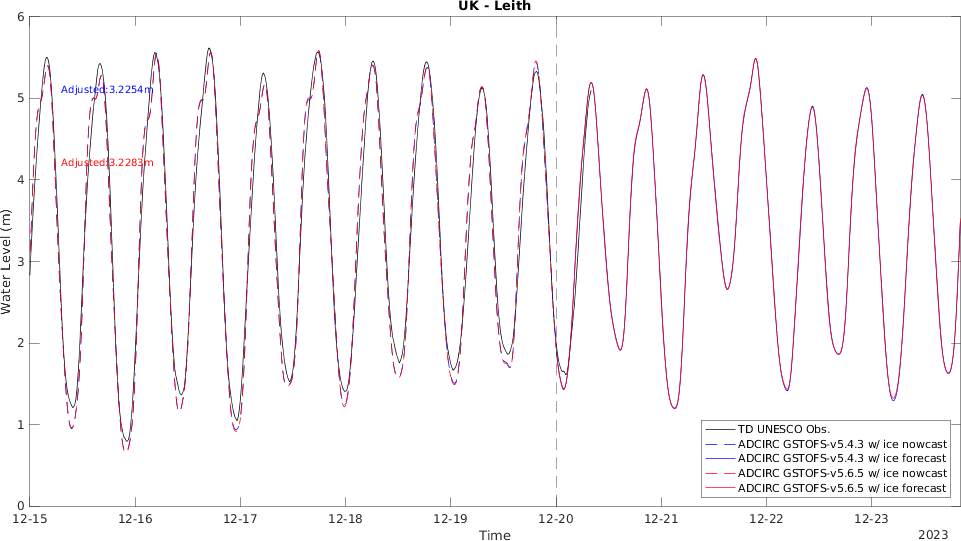 UK - Leith
6
5
4
3
2
1
0
Water Level (m)
Adjusted:3.2254m
Adjusted:3.2283m
TD UNESCO Obs.
ADCIRC GSTOFS-v5.4.3 w/ ice nowcast
ADCIRC GSTOFS-v5.4.3 w/ ice forecast
ADCIRC GSTOFS-v5.6.5 w/ ice nowcast
ADCIRC GSTOFS-v5.6.5 w/ ice forecast
12-15 12-16 12-17 12-18 12-19 12-20 12-21 12-22 12-23
Time
2023